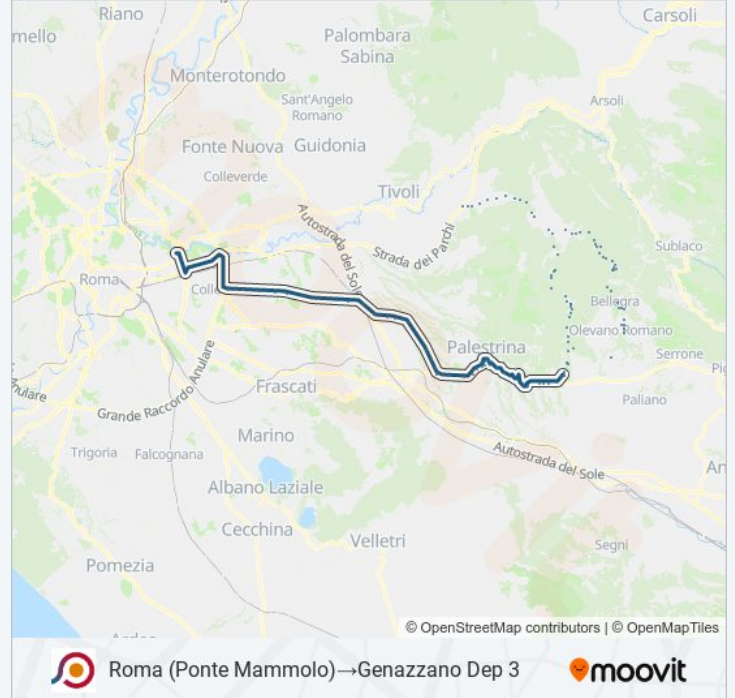 Riano
Carsoli
mello
Palombara
Sabina
Monterotondo
Sant'Angelo
Romano
Arsoli
Fonte Nuova
Guidonia
Colleverde
Tivoli
Autostrada del Sole
Strada dei Parchi
Subiaco
Roma
Colle
Bellegra
Olevano Romano
Palestrina
Serrone
Pig
nulare
Grande Raccordo Anulare
Frascati
Paliano
Marino
Trigoria
Falcognana
Autostrada del Sole
An
Albano Laziale
Cecchina
Velletri
Segni
Pomezia
Ardea
© OpenStreetMap contributors | © OpenMapTiles
Roma (Ponte Mammolo)→Genazzano Dep 3
moovit